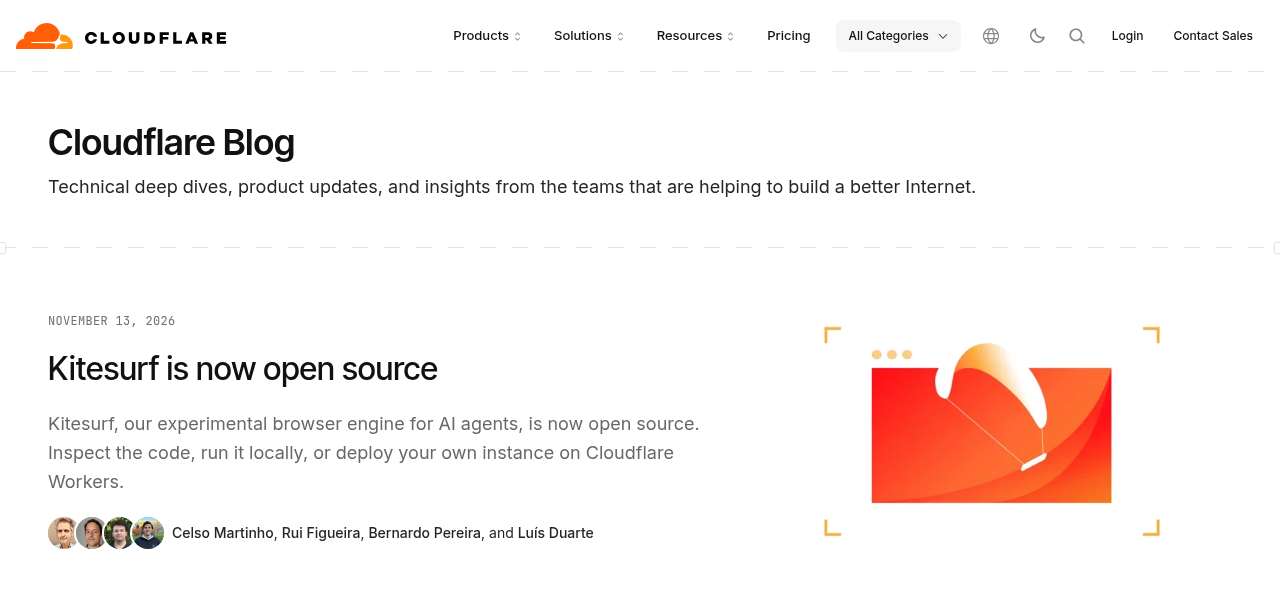 CLOUDFLARE
Products
Solutions
Resources
Pricing
All Categories
Login
Contact Sales
Cloudflare Blog
Technical deep dives, product updates, and insights from the teams that are helping to build a better Internet.
NOVEMBER 13, 2026
Kitesurf is now open source
Kitesurf, our experimental browser engine for AI agents, is now open source.
Inspect the code, run it locally, or deploy your own instance on Cloudflare
Workers.
Celso Martinho, Rui Figueira, Bernardo Pereira, and Luís Duarte